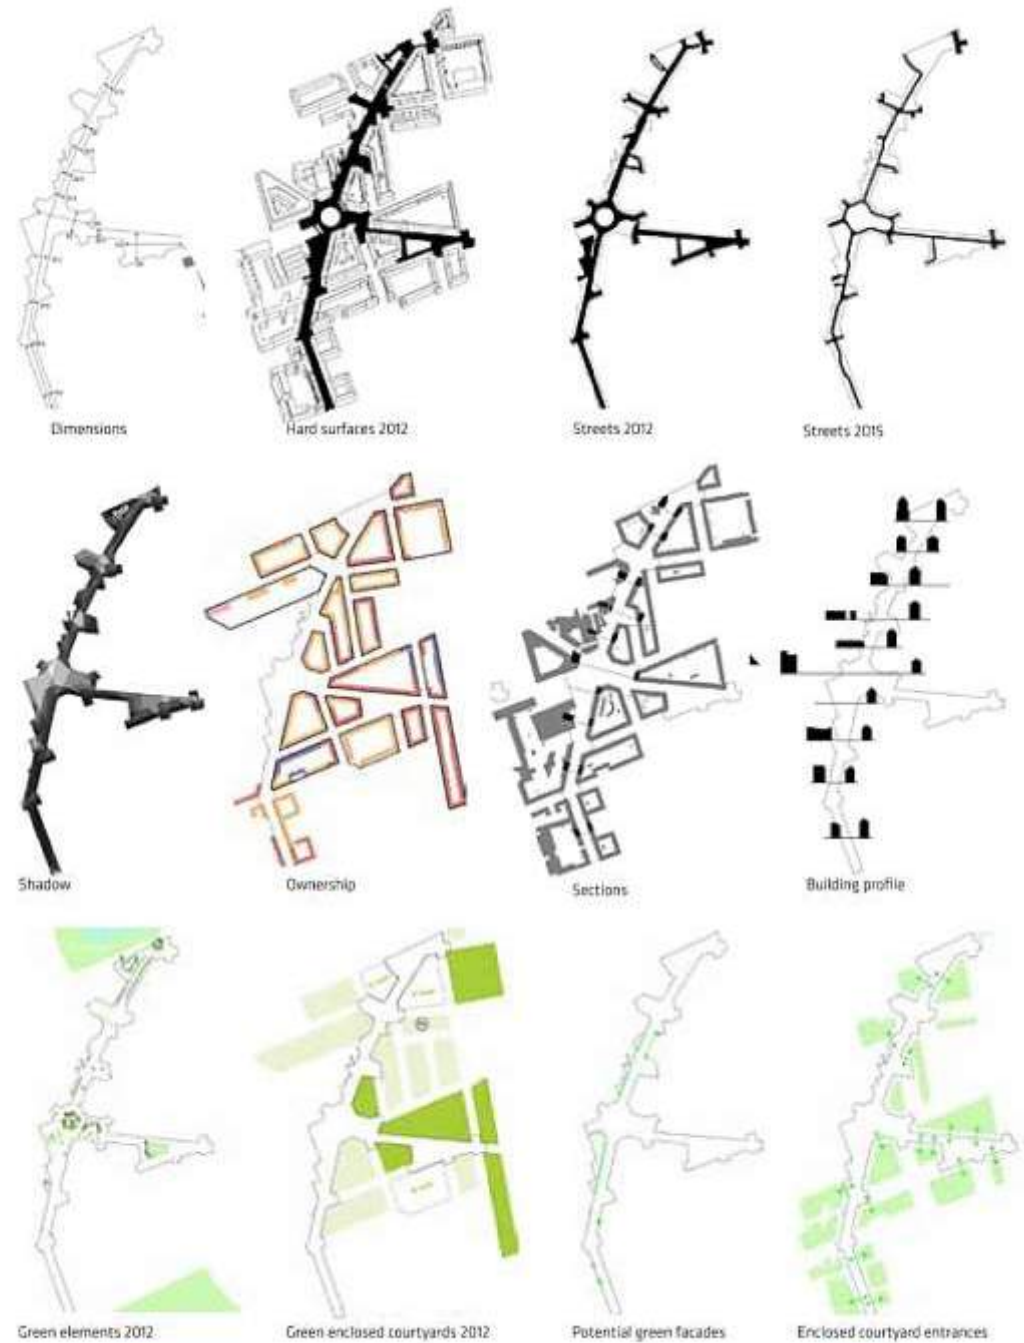 Dimensions
Hard surfaces 2012
Streets 2012
Streets 2015
Shadow
Ownership
Sections
Building profile
Green elements 2012
Green enclosed courtyards 2012
Potential green facades
Enclosed courtyard entrances